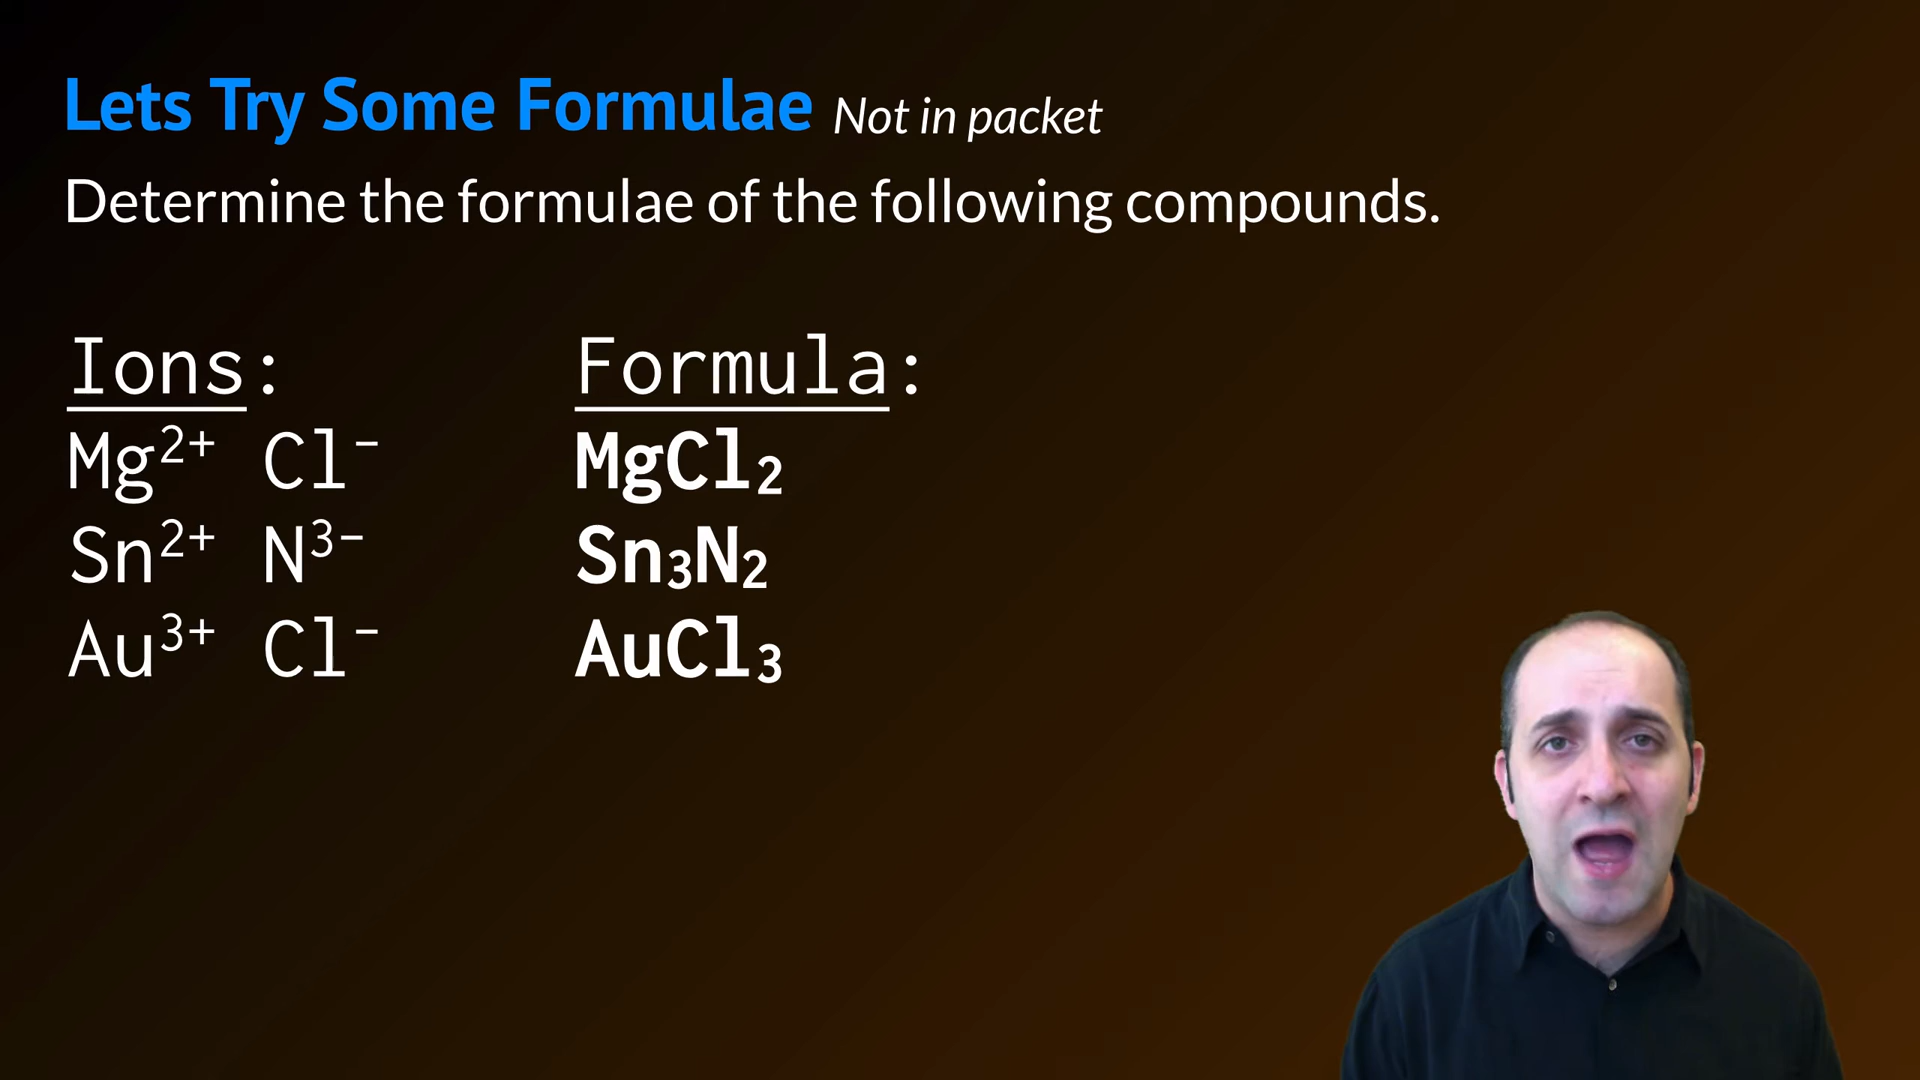 Lets Try Some Formulae Not in packet
Determine the formulae of the following compounds.
Ions: Formula:
Mg²⁺ Cl⁻ MgCl₂
Sn²⁺ N³⁻ Sn₃N₂
Au³⁺ Cl⁻ AuCl₃